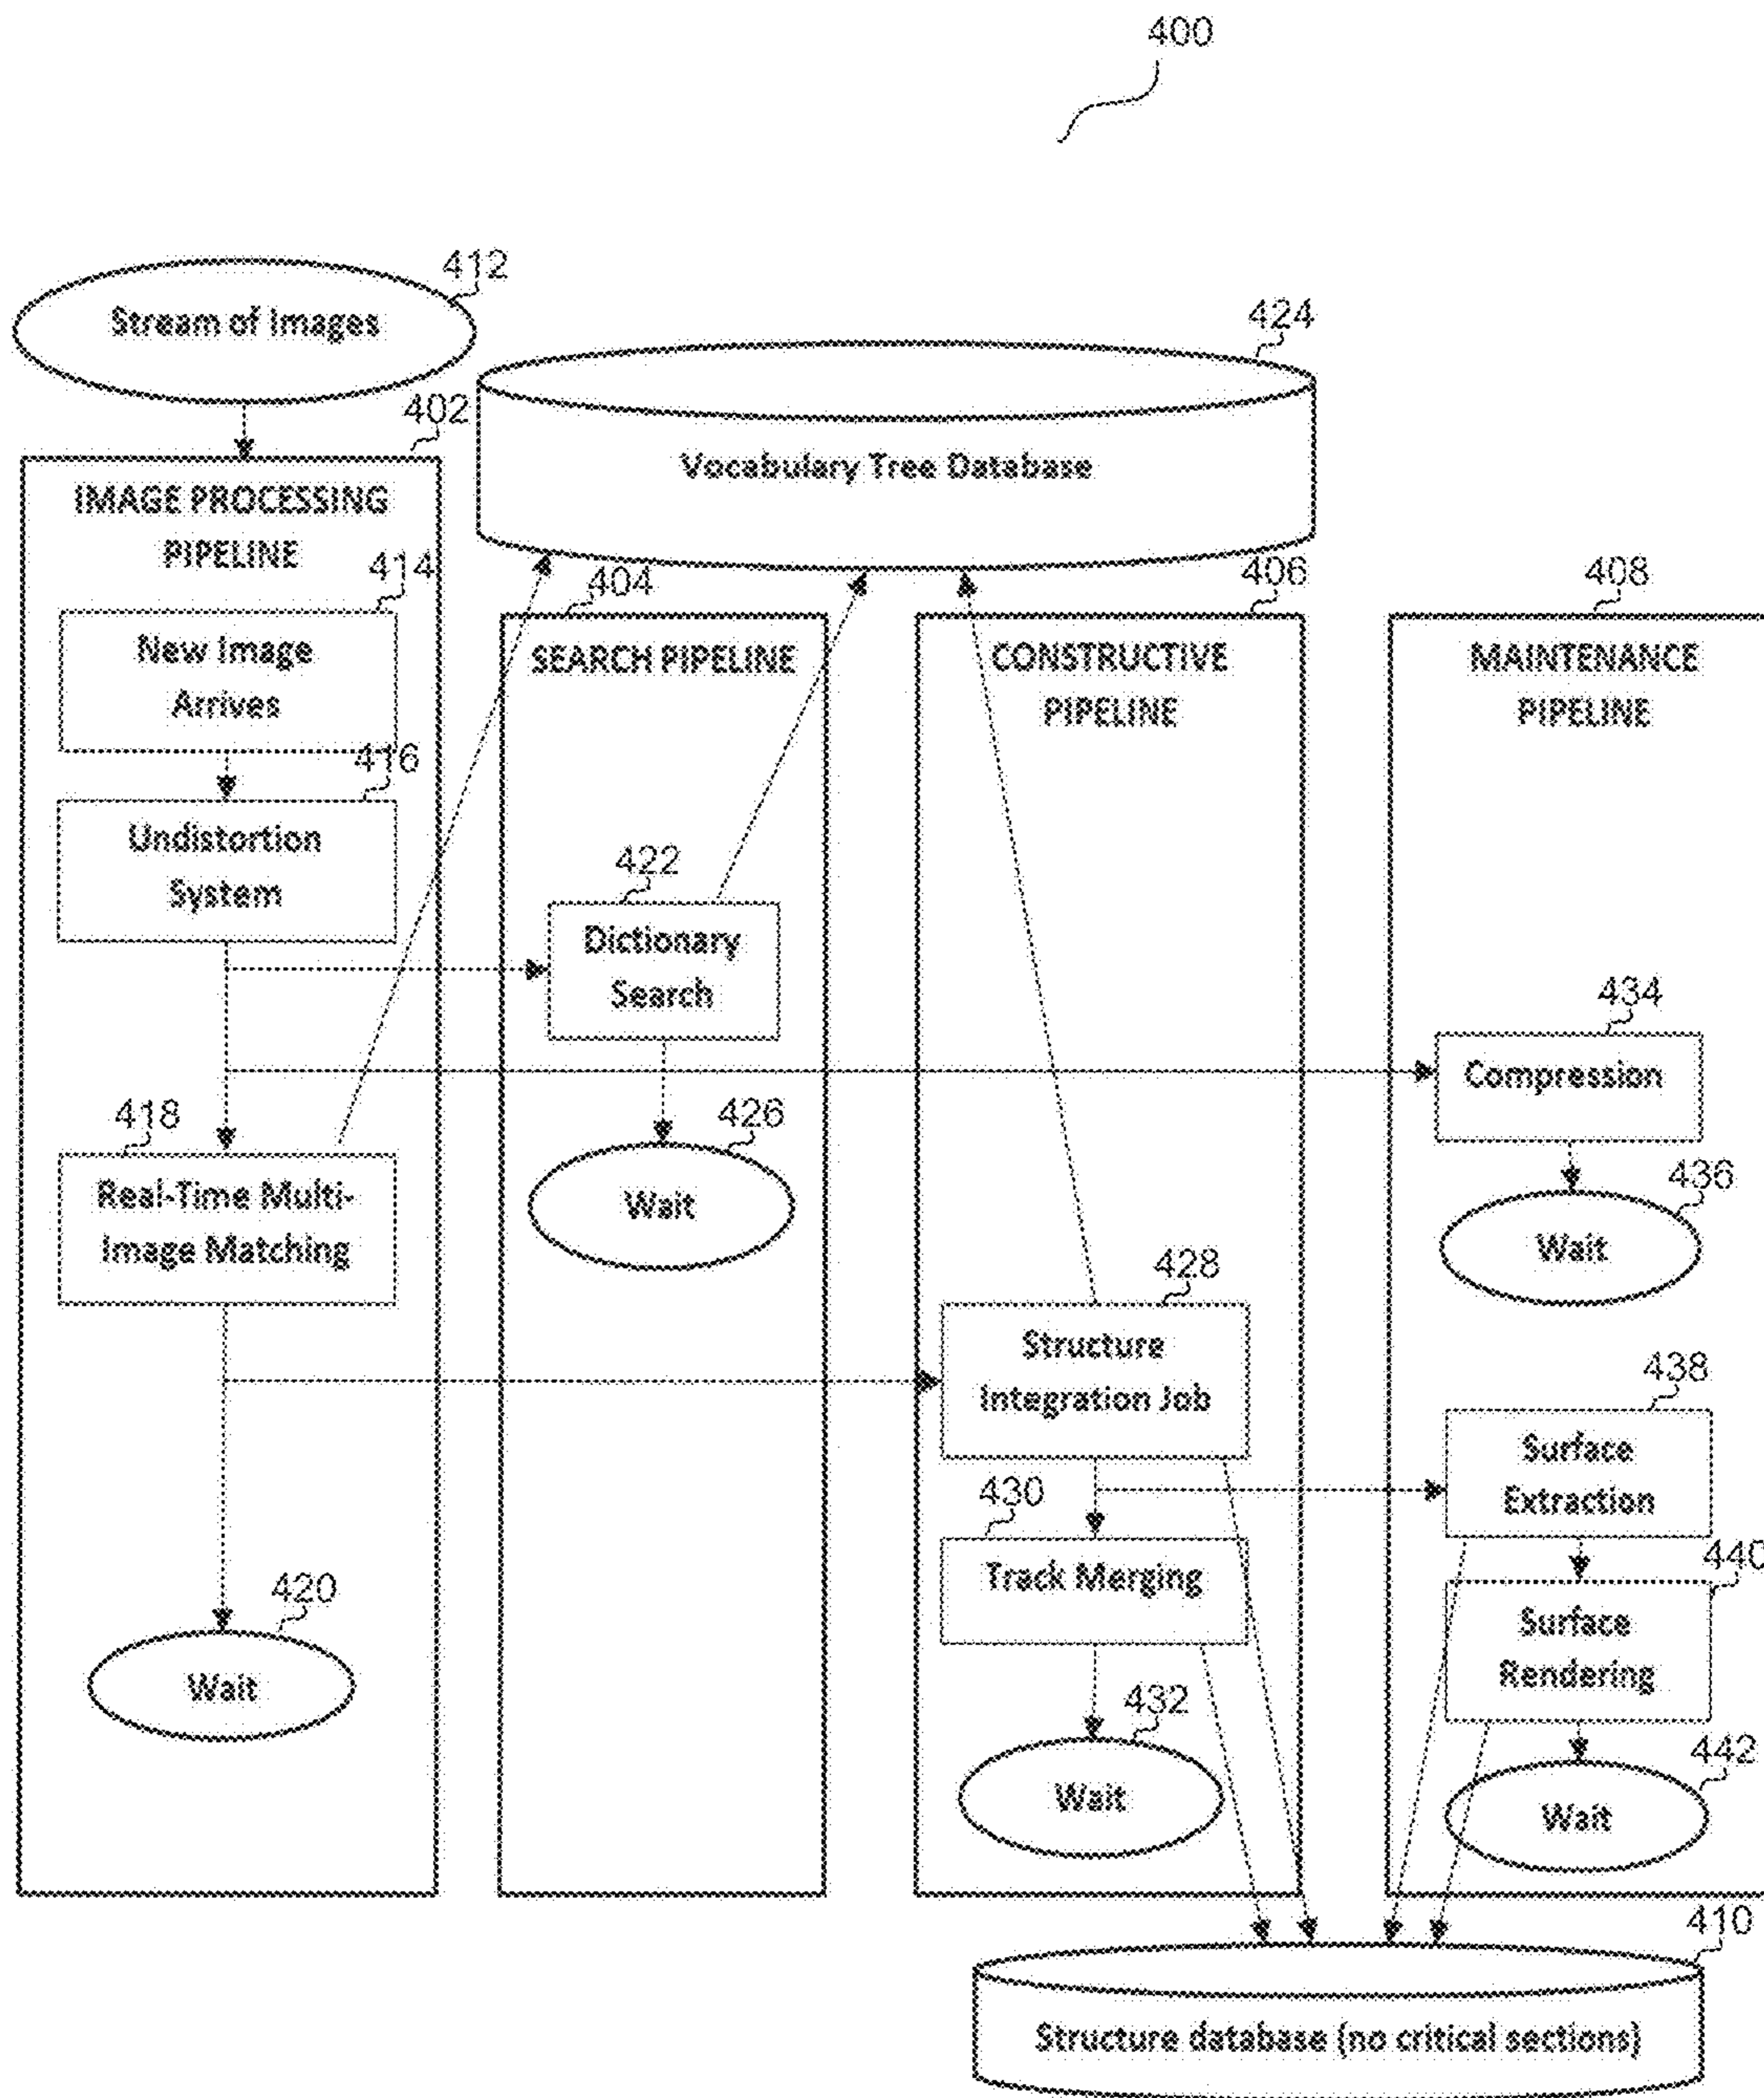 400
412
Stream of Images
424
Vocabulary Tree Database
402
IMAGE PROCESSING
PIPELINE
414
New Image
Arrives
416
Undistortion
System
418
Real-Time Multi-
Image Matching
420
Wait
404
SEARCH PIPELINE
422
Dictionary
Search
426
Wait
406
CONSTRUCTIVE
PIPELINE
428
Structure
Integration Job
430
Track Merging
432
Wait
408
MAINTENANCE
PIPELINE
434
Compression
436
Wait
438
Surface
Extraction
440
Surface
Rendering
442
Wait
410
Structure database (no critical sections)